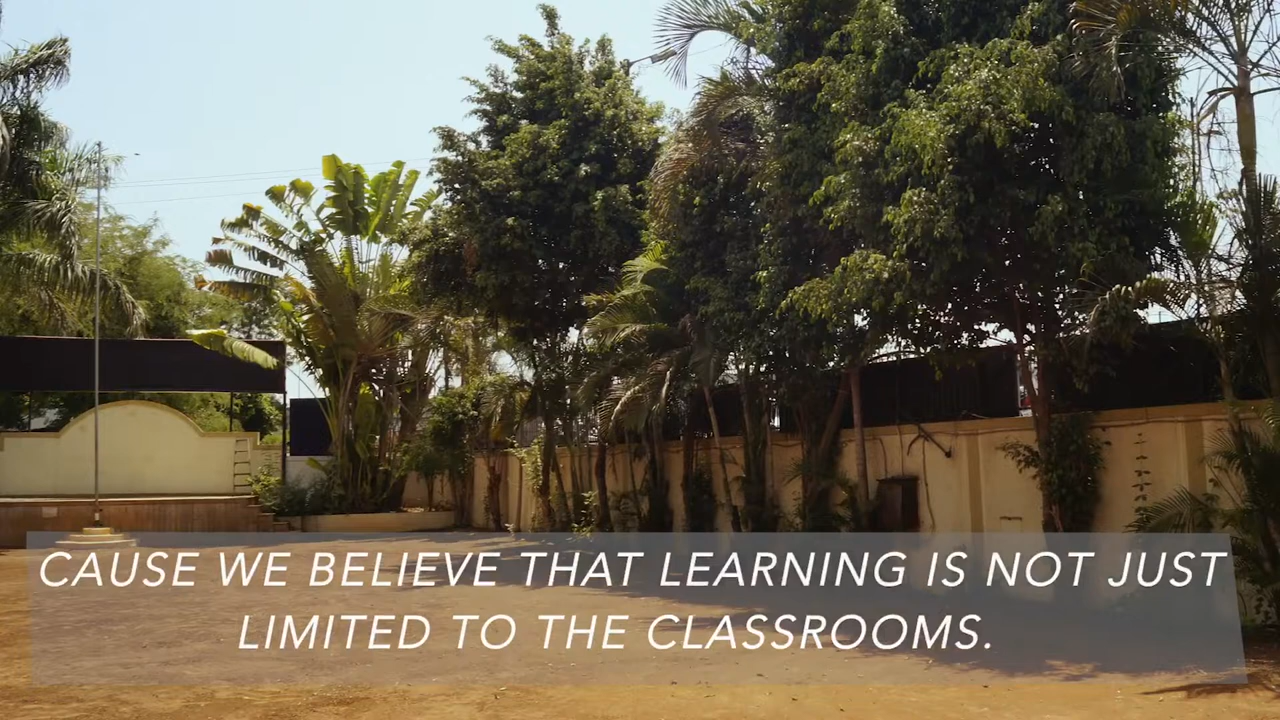 CAUSE WE BELIEVE THAT LEARNING IS NOT JUST
LIMITED TO THE CLASSROOMS.